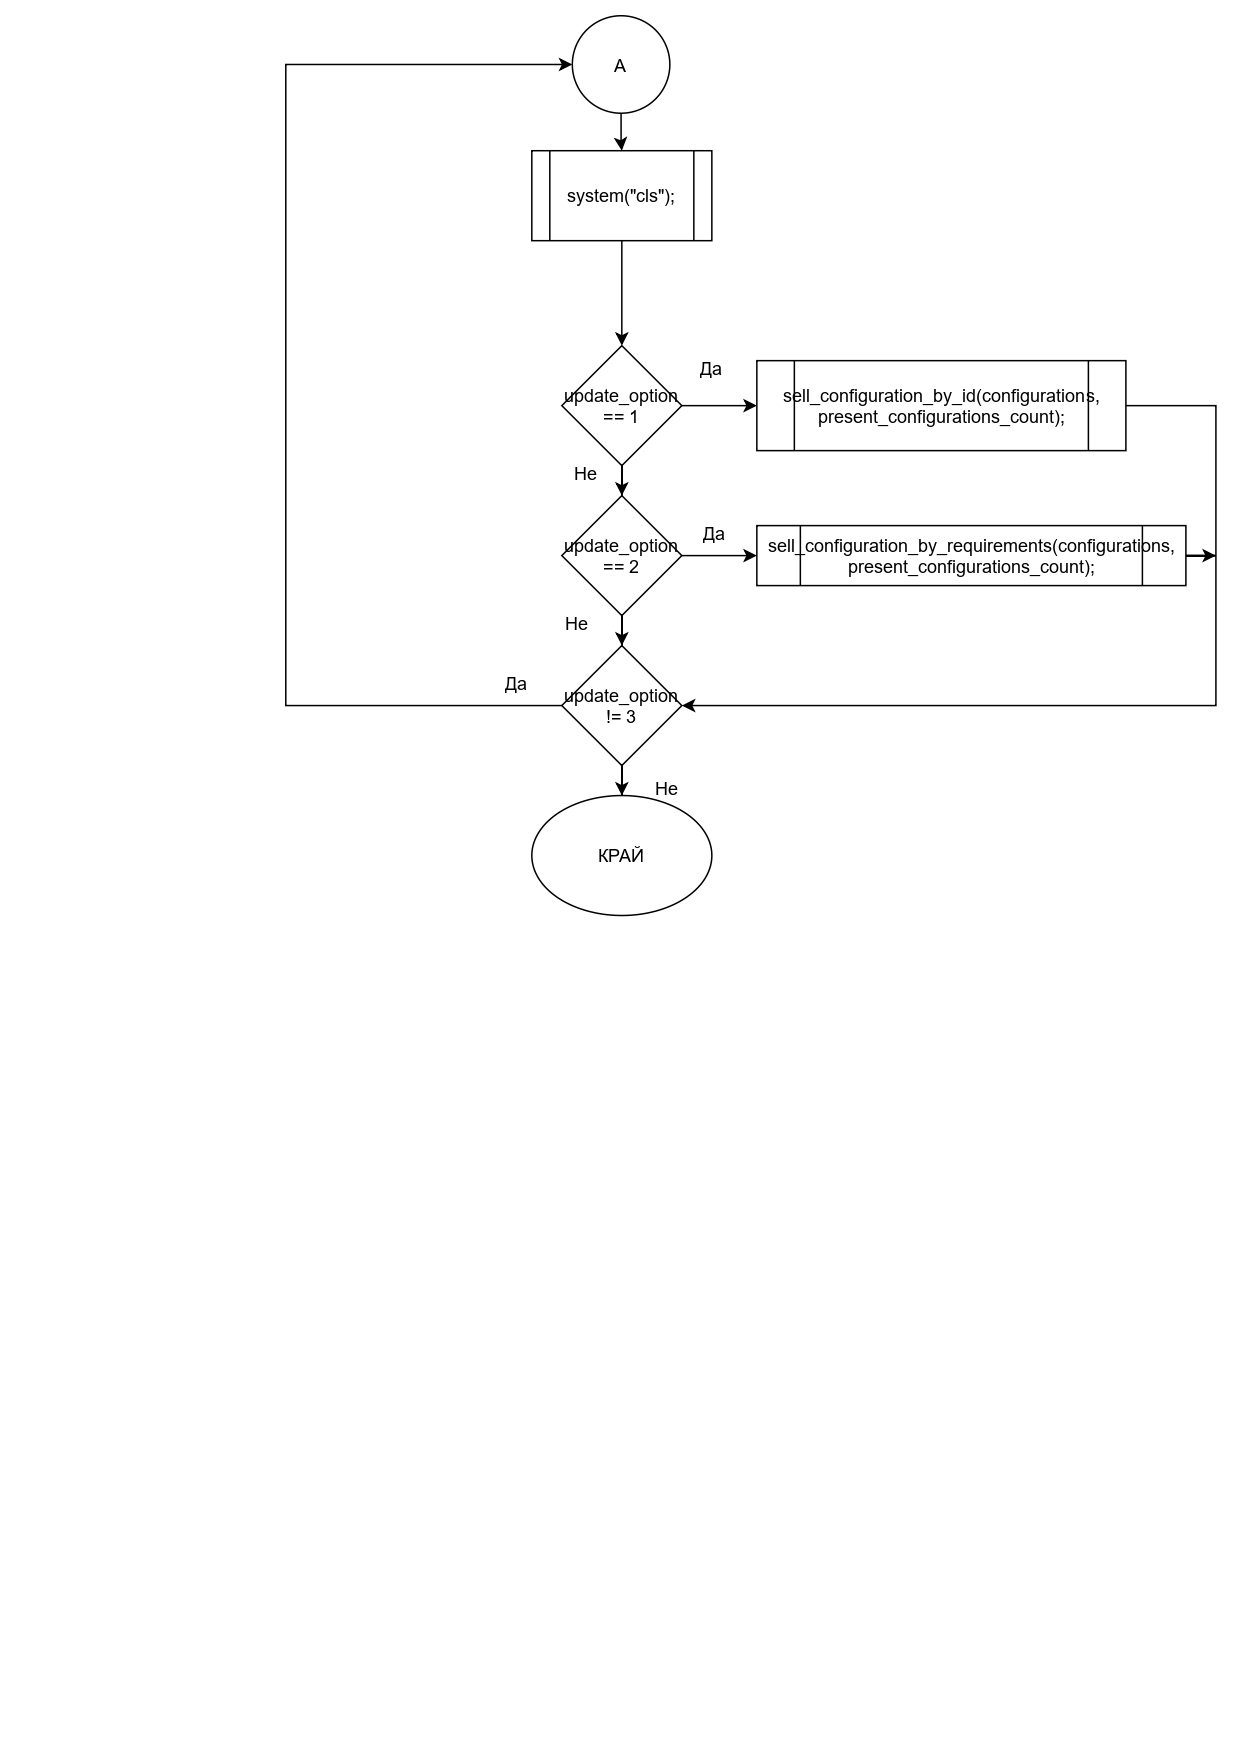 A
system("cls");
update_option
== 1
Да
sell_configuration_by_id(configurations,
present_configurations_count);
Не
update_option
== 2
Да
sell_configuration_by_requirements(configurations,
present_configurations_count);
Не
Да
update_option
!= 3
Не
КРАЙ